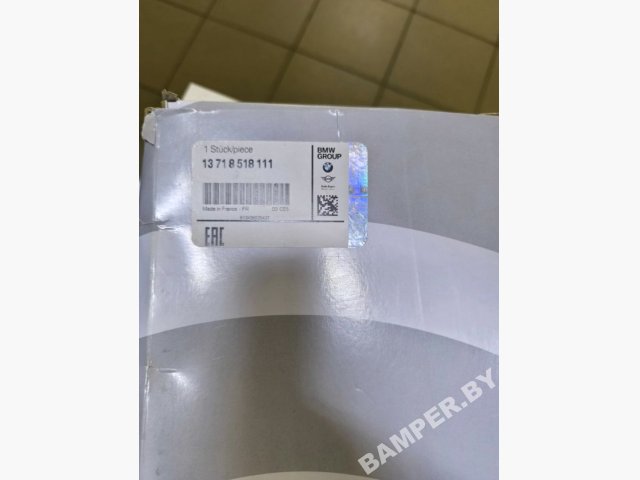 1 Stück/piece
13 71 8 518 111
BMW
GROUP
Made in France - FR
EAC
BAMPER.BY